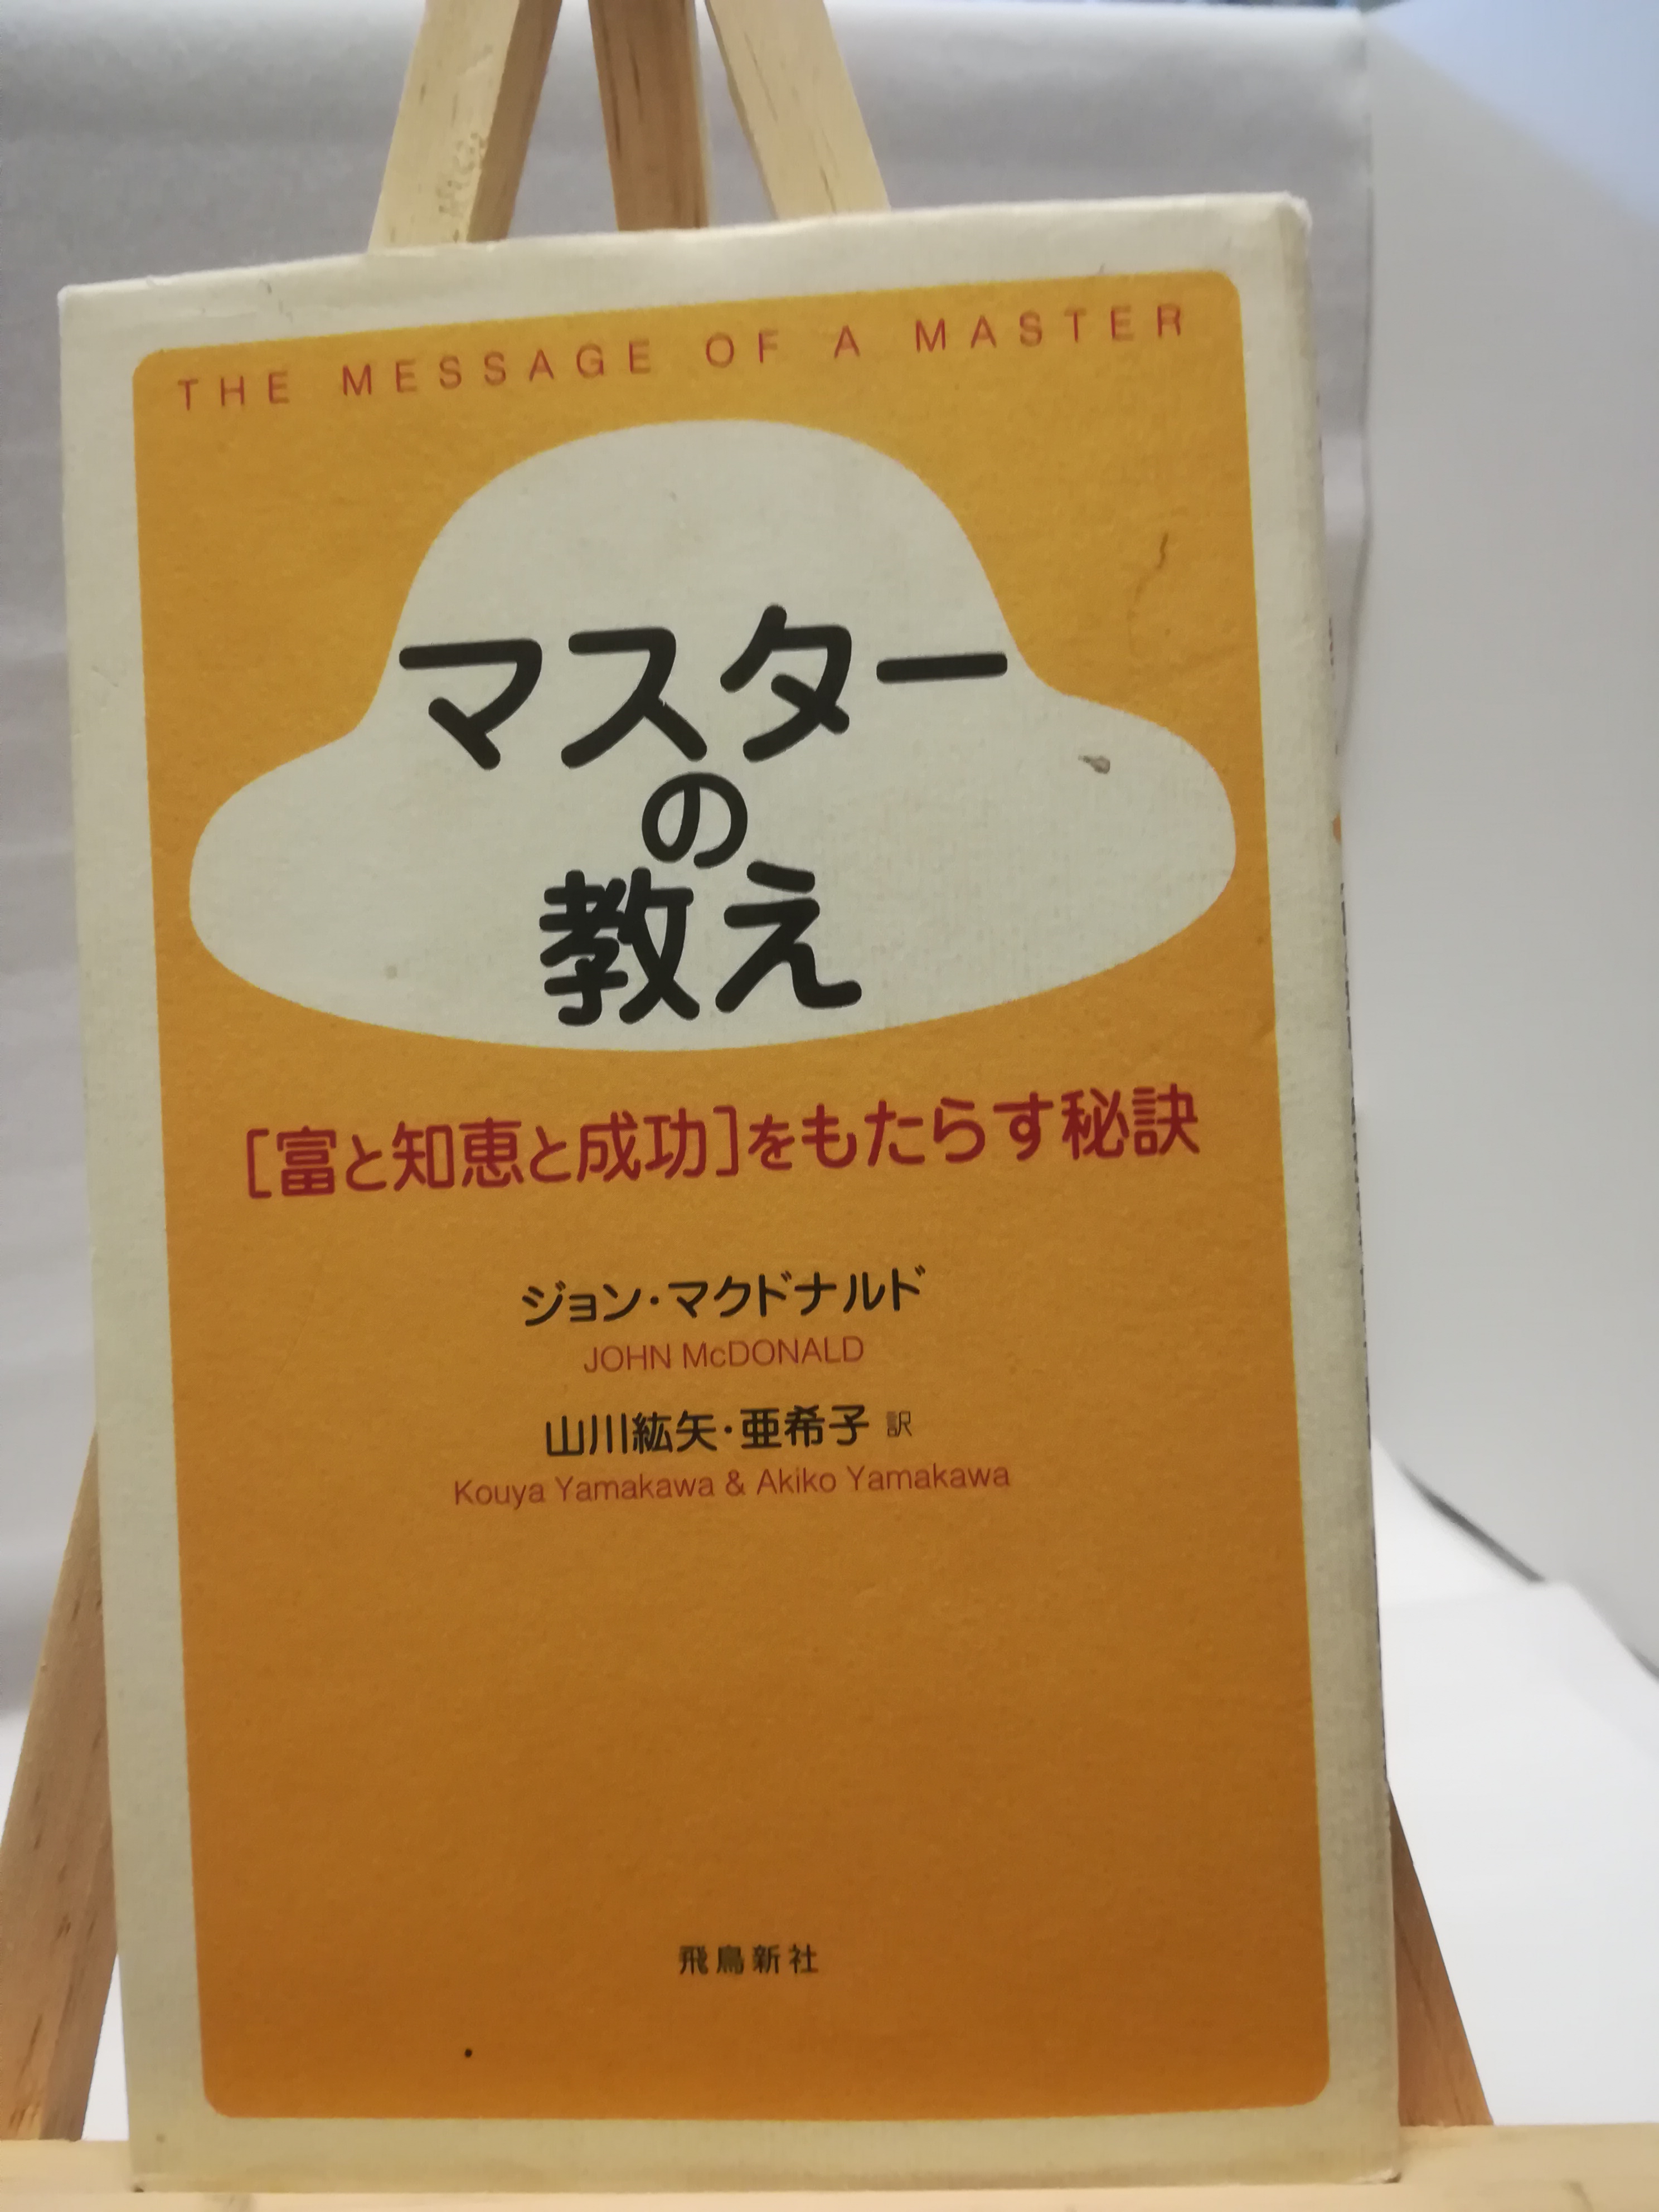 THE MESSAGE OF A MASTER
マスター
の
教え
[富と知恵と成功]をもたらす秘訣
ジョン・マクドナルド
JOHN McDONALD
山川紘矢・亜希子 訳
Kouya Yamakawa & Akiko Yamakawa
飛鳥新社